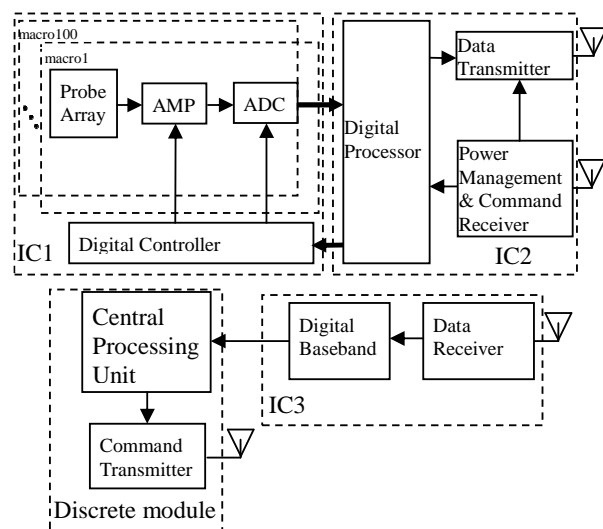 macro100
macro1
Probe
Array
AMP
ADC
Digital Controller
IC1
Digital
Processor
Data
Transmitter
Power
Management
& Command
Receiver
IC2
Central
Processing
Unit
Command
Transmitter
Discrete module
Digital
Baseband
Data
Receiver
IC3